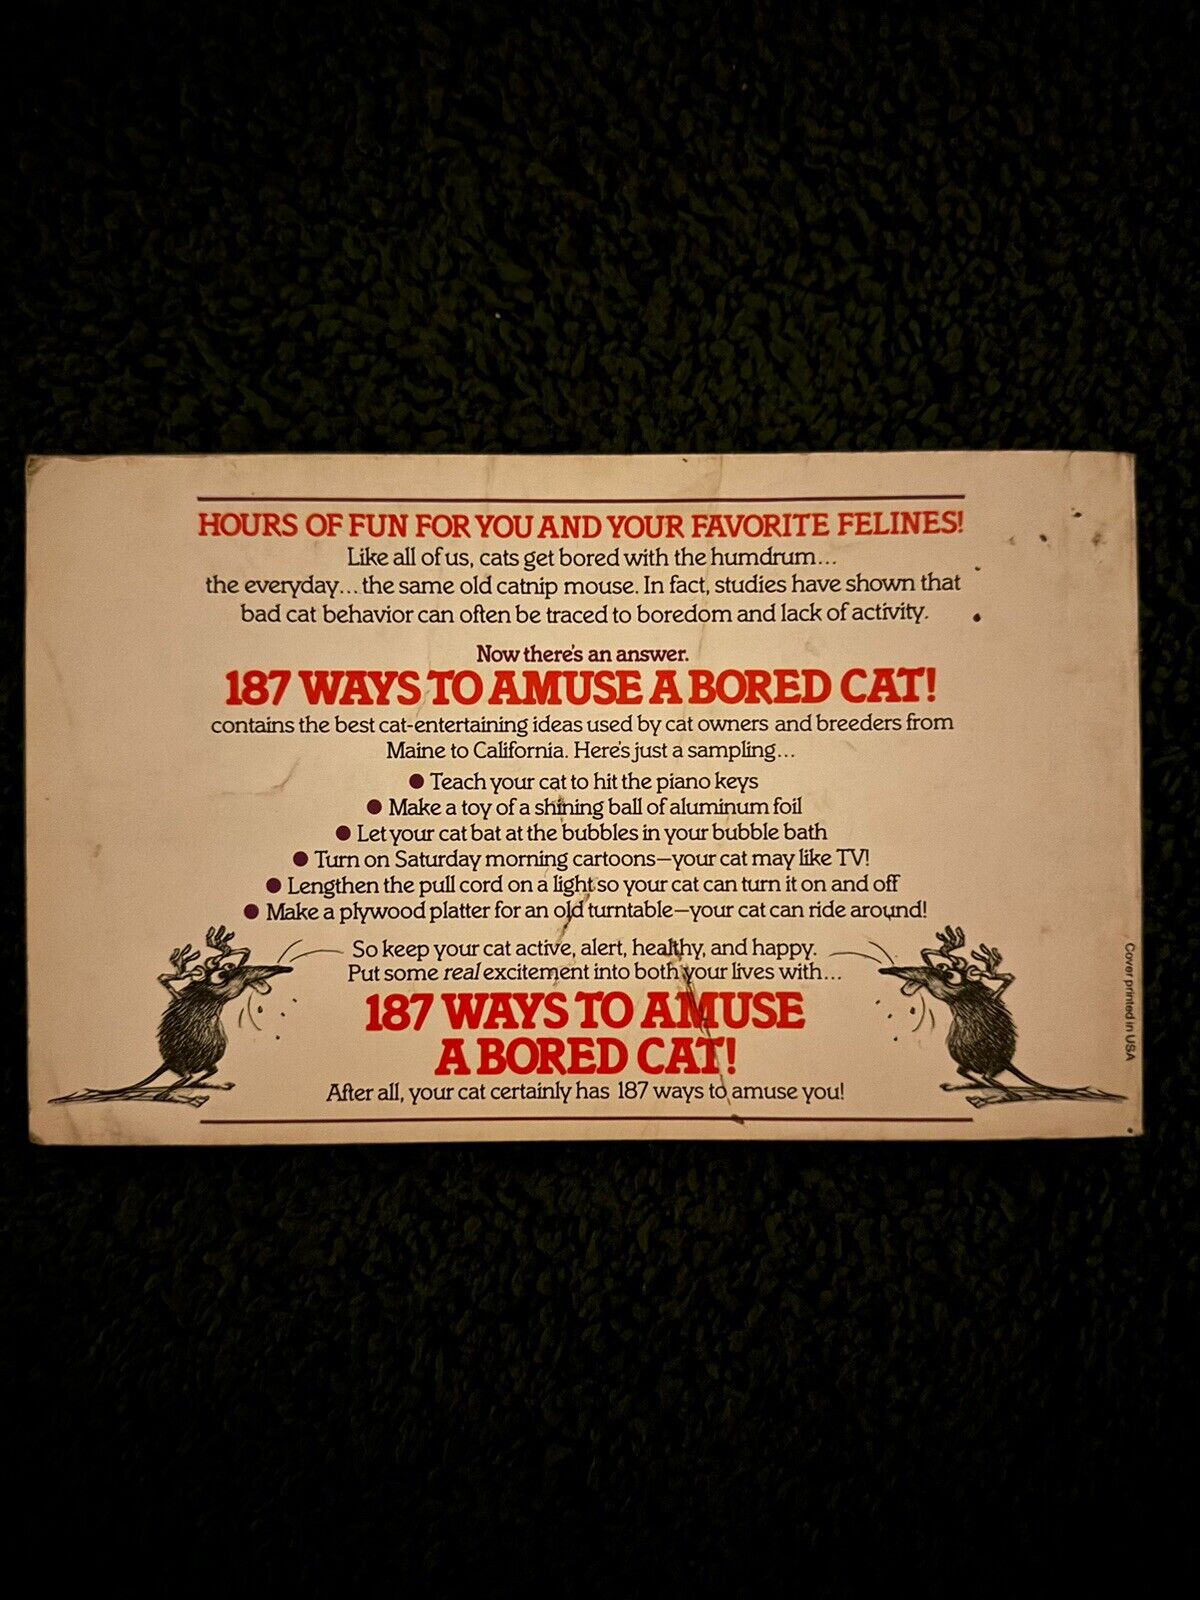 HOURS OF FUN FOR YOU AND YOUR FAVORITE FELINES!
Like all of us, cats get bored with the humdrum...
the everyday...the same old catnip mouse. In fact, studies have shown that
bad cat behavior can often be traced to boredom and lack of activity.
Now there's an answer.
187 WAYS TO AMUSE A BORED CAT!
contains the best cat-entertaining ideas used by cat owners and breeders from
Maine to California. Here's just a sampling...
● Teach your cat to hit the piano keys
● Make a toy of a shining ball of aluminum foil
● Let your cat bat at the bubbles in your bubble bath
● Turn on Saturday morning cartoons—your cat may like TV!
● Lengthen the pull cord on a light so your cat can turn it on and off
● Make a plywood platter for an old turntable—your cat can ride around!
So keep your cat active, alert, healthy, and happy.
Put some real excitement into both your lives with...
187 WAYS TO AMUSE
A BORED CAT!
After all, your cat certainly has 187 ways to amuse you!
Cover printed in USA